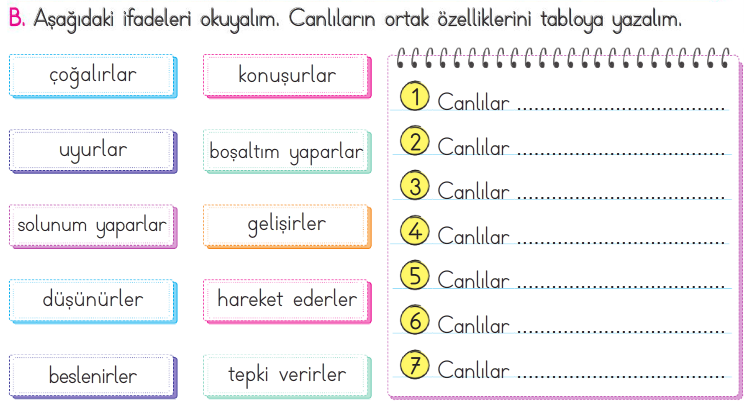 B. Aşağıdaki ifadeleri okuyalım. Canlıların ortak özelliklerini tabloya yazalım.
çoğalırlar
konuşurlar
uyurlar
boşaltım yaparlar
solunum yaparlar
gelişirler
düşünürler
hareket ederler
beslenirler
tepki verirler
1 Canlılar ....................................
2 Canlılar ....................................
3 Canlılar ....................................
4 Canlılar ....................................
5 Canlılar ....................................
6 Canlılar ....................................
7 Canlılar ....................................